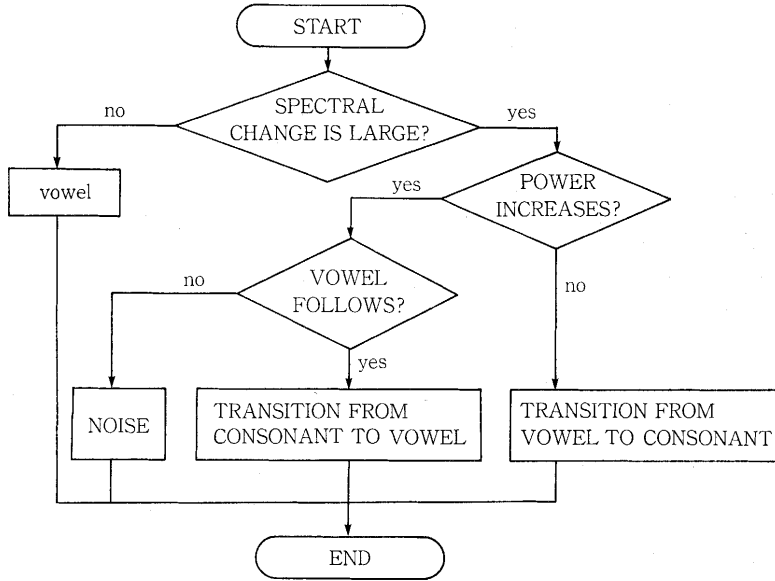 START
SPECTRAL
CHANGE IS LARGE?
no
yes
vowel
POWER
INCREASES?
yes
VOWEL
FOLLOWS?
no
no
yes
NOISE
TRANSITION FROM
CONSONANT TO VOWEL
TRANSITION FROM
VOWEL TO CONSONANT
END